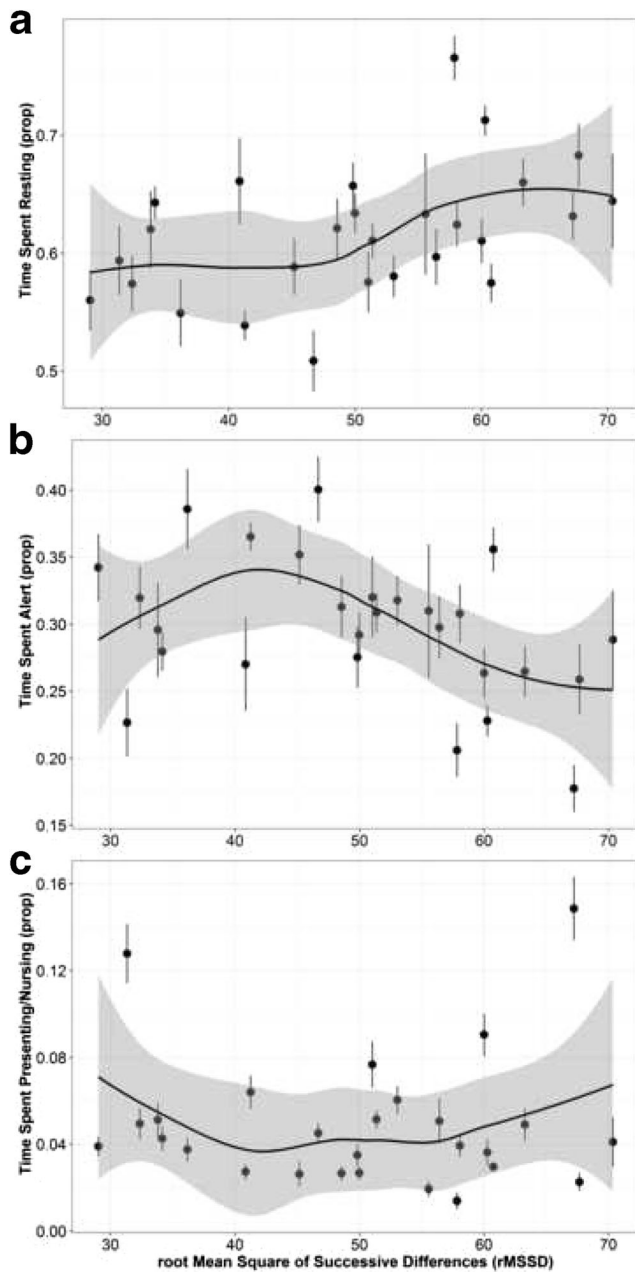 a
Time Spent Resting (prop)
0.7
0.6
0.5
30 40 50 60 70
b
Time Spent Alert (prop)
0.40
0.35
0.30
0.25
0.20
0.15
30 40 50 60 70
c
Time Spent Presenting/Nursing (prop)
0.16
0.12
0.08
0.04
0.00
30 40 50 60 70
root Mean Square of Successive Differences (rMSSD)